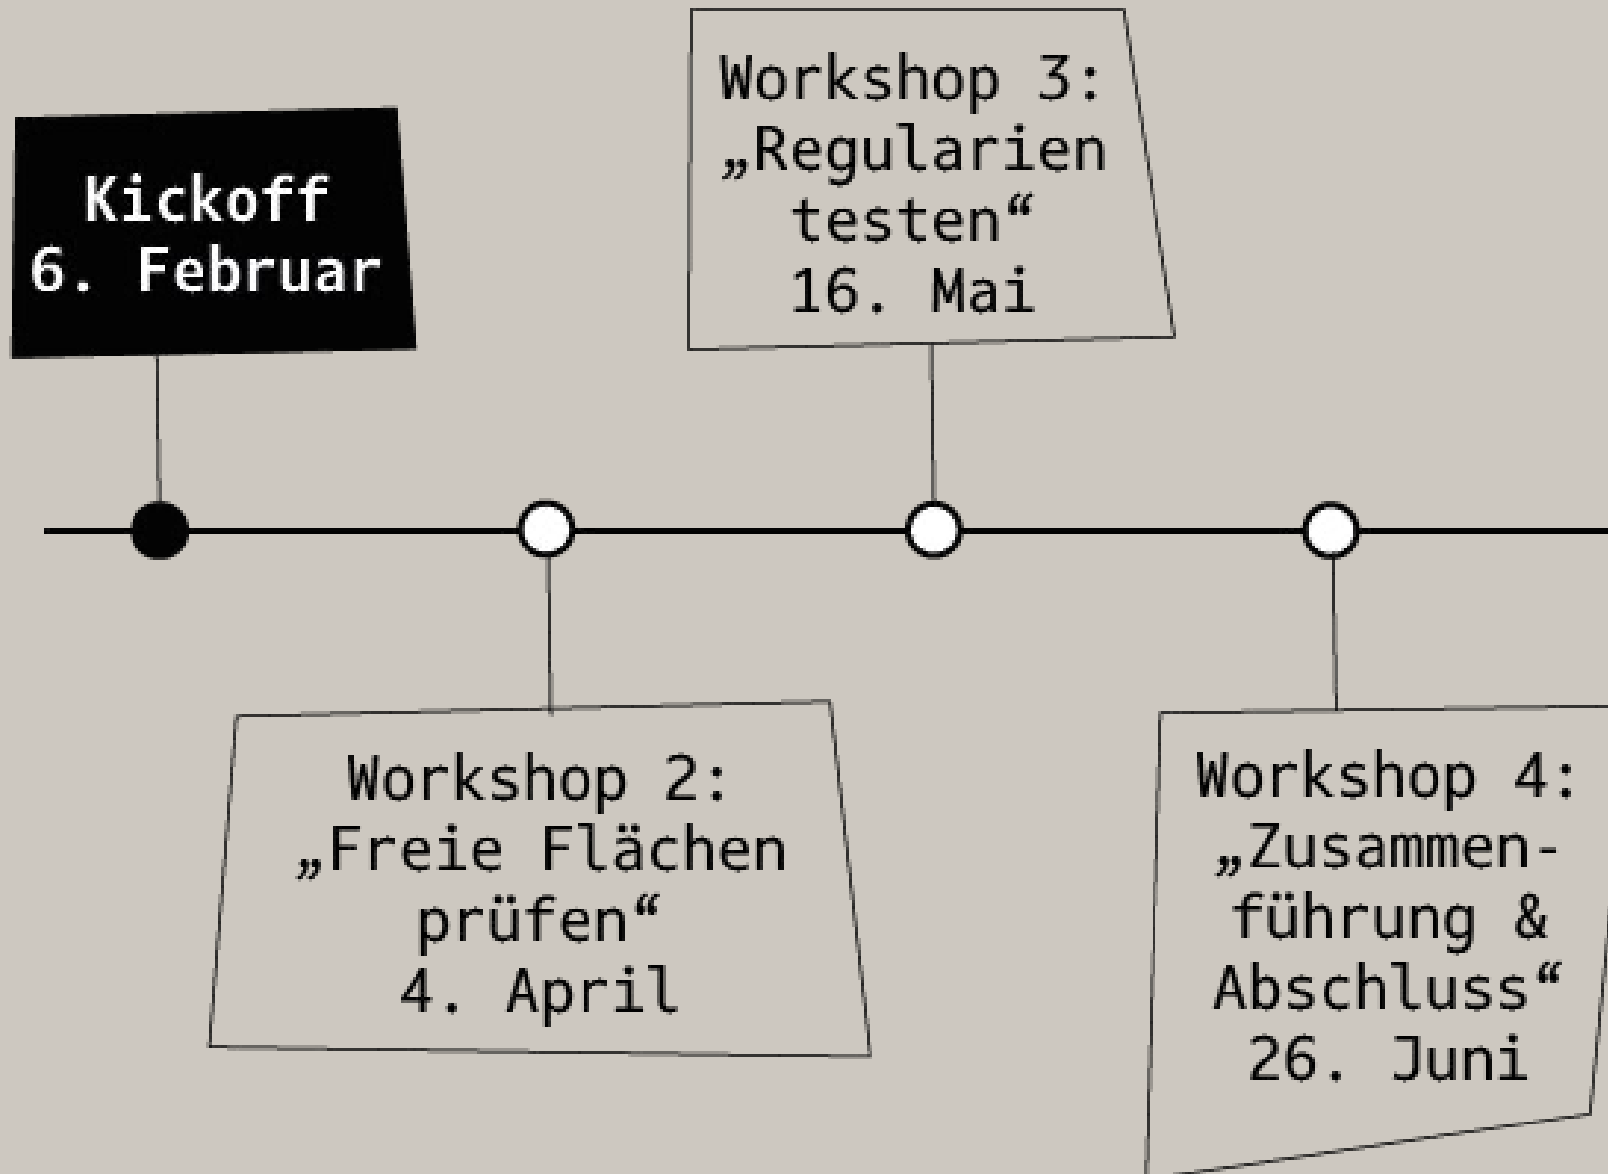 Kickoff
6. Februar
Workshop 2:
„Freie Flächen
prüfen“
4. April
Workshop 3:
„Regularien
testen“
16. Mai
Workshop 4:
„Zusammen-
führung &
Abschluss“
26. Juni